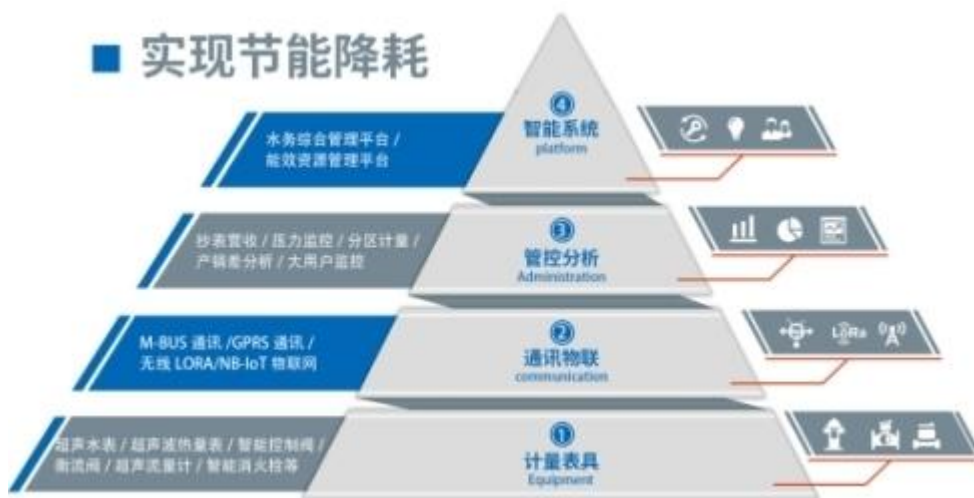 实现节能降耗
④
智能系统
platform
水务综合管理平台 /
能效资源管理平台
③
管控分析
Administration
抄表营收 / 压力监控 / 分区计量 /
产销差分析 / 大用户监控
②
通讯物联
communication
M-BUS 通讯 /GPRS 通讯 /
无线 LORA/NB-IoT 物联网
LoRa
①
计量表具
Equipment
超声水表 / 超声波热量表 / 智能控制阀 /
衡流阀 / 超声流量计 / 智能消火栓等